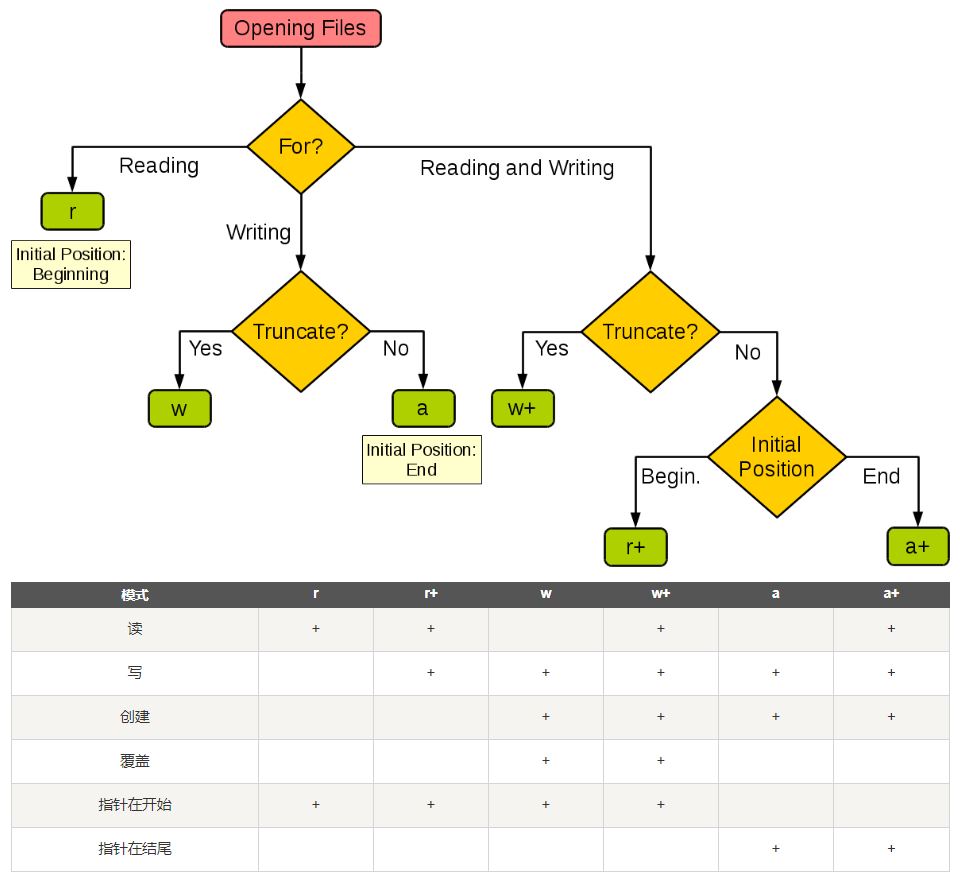 Opening Files
For?
Reading
Reading and Writing
r
Writing
Initial Position:
Beginning
Truncate?
Truncate?
Yes
No
Yes
No
w
a
w+
Initial Position:
End
Initial
Position
Begin.
End
r+
a+
模式 r r+ w w+ a a+
读 + + + +
写 + + + + +
创建 + + + +
覆盖 + +
指针在开始 + + + +
指针在结尾 + +